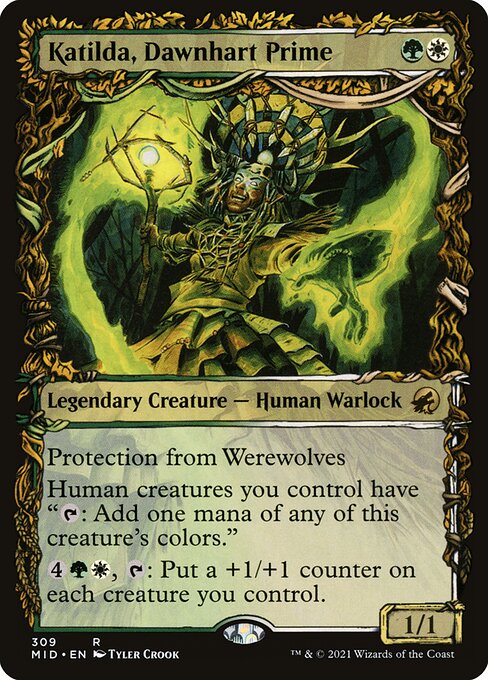 Katilda, Dawnhart Prime
Legendary Creature — Human Warlock
Protection from Werewolves
Human creatures you control have
“: Add one mana of any of this
creature’s colors.”
4, : Put a +1/+1 counter on
each creature you control.
1/1
309 R
MID • EN Tyler Crook
™ & © 2021 Wizards of the Coast